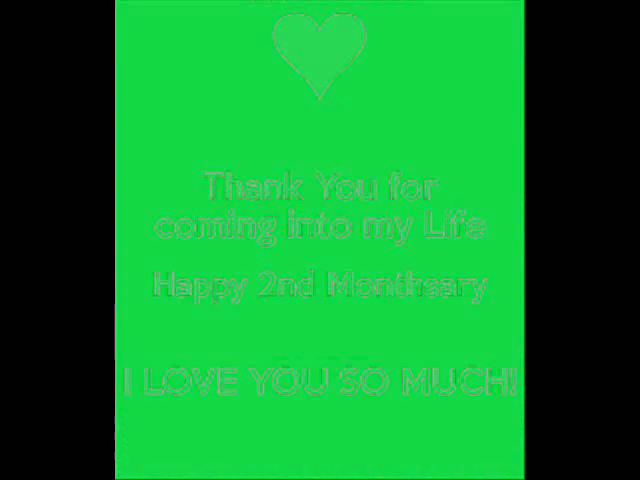 Thank You for
coming into my Life
Happy 2nd Monthsary
I LOVE YOU SO MUCH!